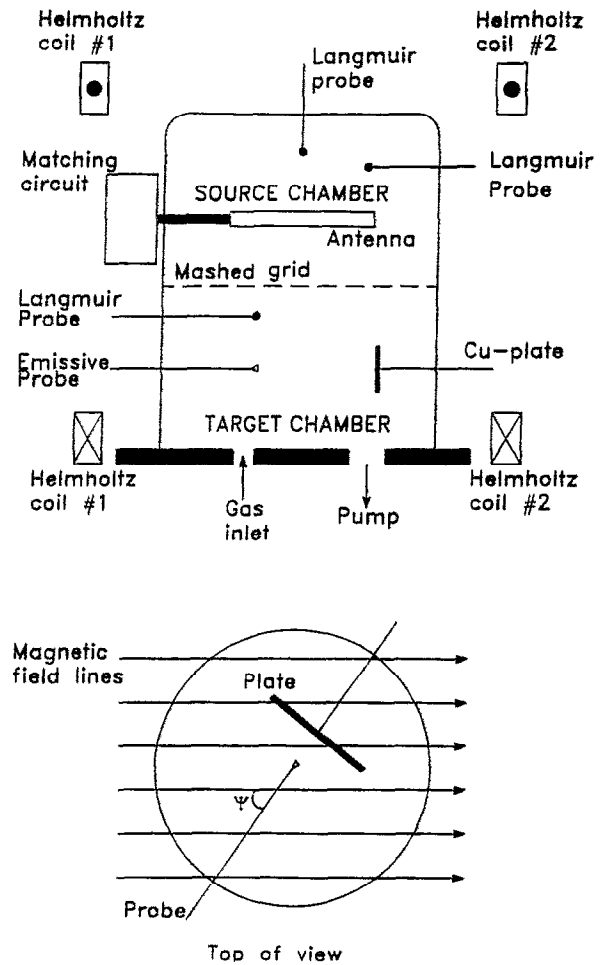 Helmholtz
coil #1
Helmholtz
coil #2
Langmuir
probe
Matching
circuit
Langmuir
Probe
SOURCE CHAMBER
Antenna
Mashed grid
Langmuir
Probe
Cu-plate
Emissive
Probe
TARGET CHAMBER
Helmholtz
coil #1
Gas
inlet
Pump
Helmholtz
coil #2
Magnetic
field lines
Plate
Ψ
Probe
Top of view